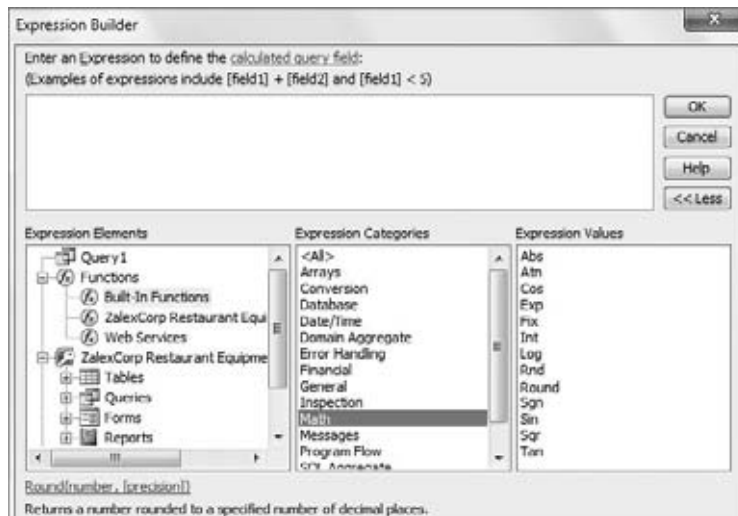 Expression Builder
Enter an Expression to define the calculated query field:
(Examples of expressions include [field1] + [field2] and [field1] < 5)
OK
Cancel
Help
<< Less
Expression Elements
Query1
Functions
Built-In Functions
ZalexCorp Restaurant Equi
Web Services
ZalexCorp Restaurant Equipme
Tables
Queries
Forms
Reports
Expression Categories
<All>
Arrays
Conversion
Database
Date/Time
Domain Aggregate
Error Handling
Financial
General
Inspection
Math
Messages
Program Flow
SQL Aggregate
Expression Values
Abs
Atn
Cos
Exp
Fix
Int
Log
Rnd
Round
Sgn
Sin
Sqr
Tan
Round(number, [precision])
Returns a number rounded to a specified number of decimal places.